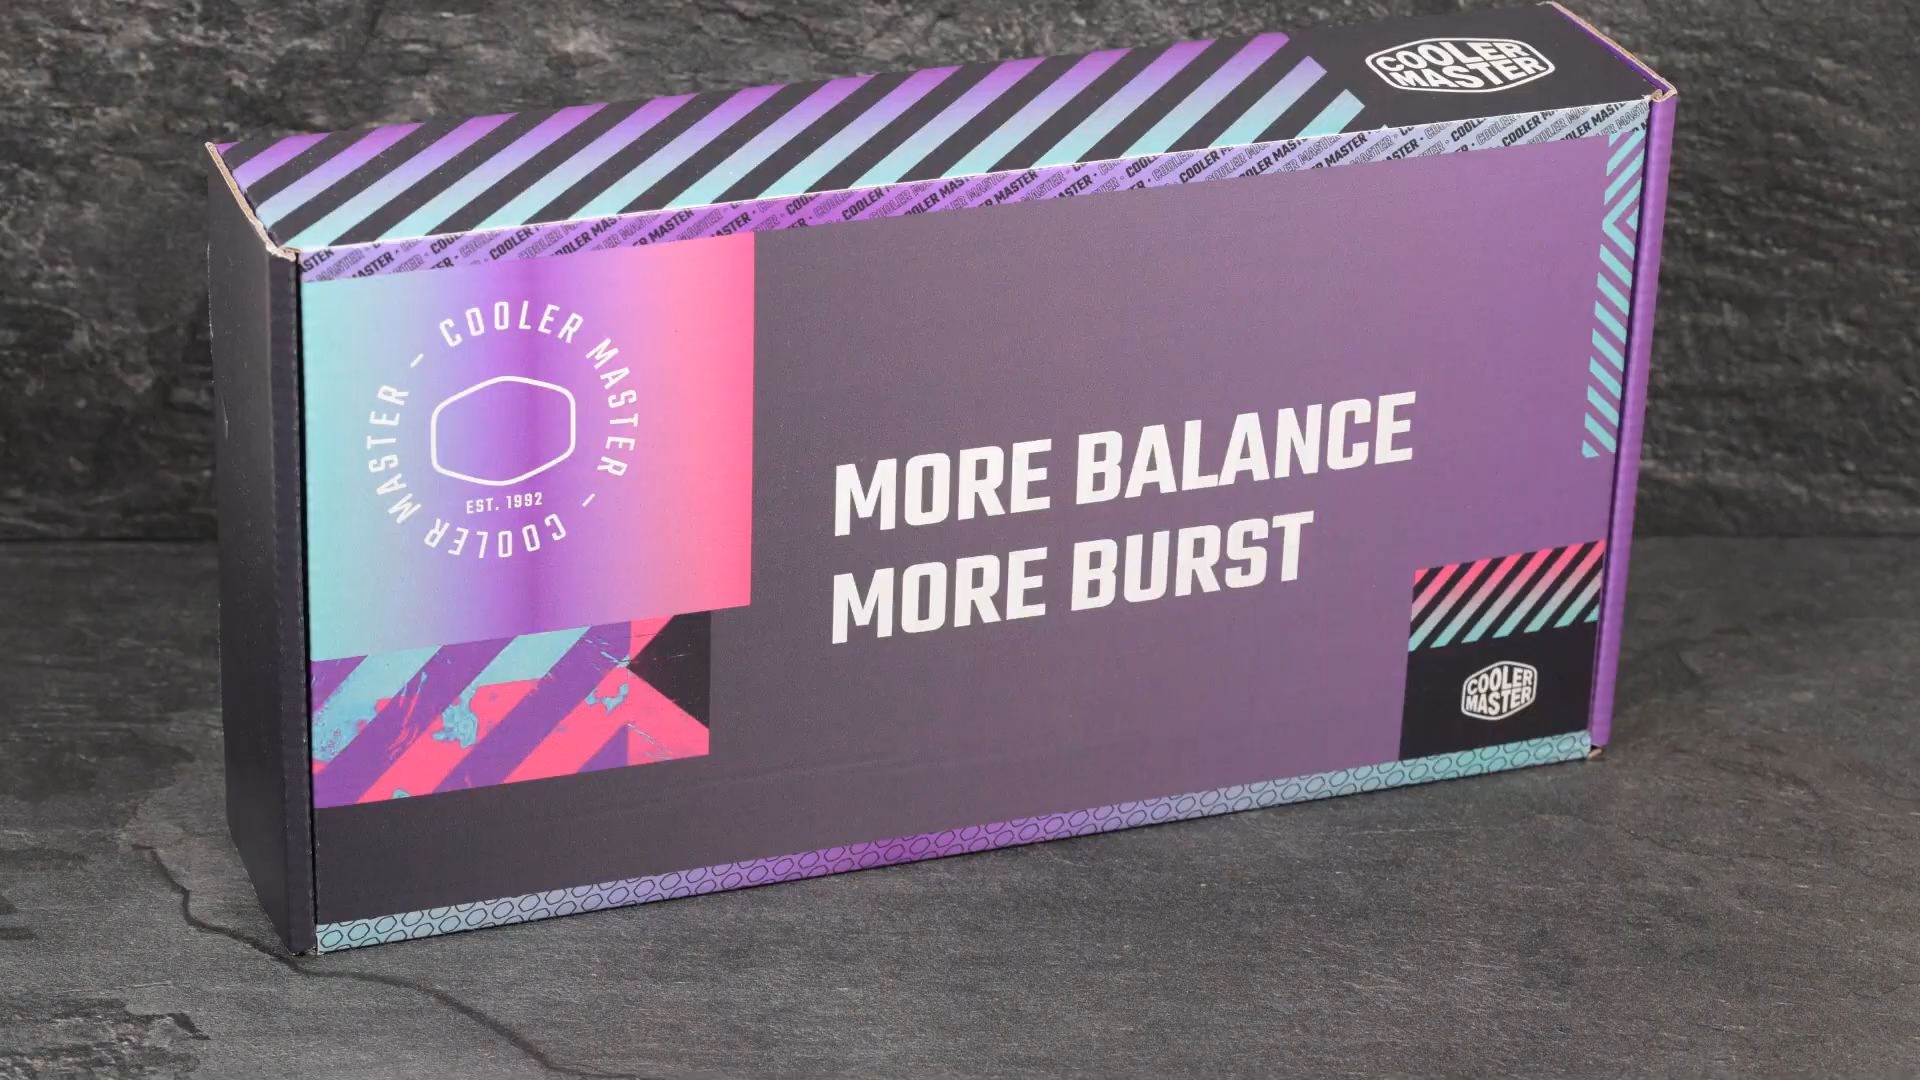 COOLER
MASTER
COOLER MASTER - COOLER MASTER -
EST. 1992
MORE BALANCE
MORE BURST
COOLER
MASTER